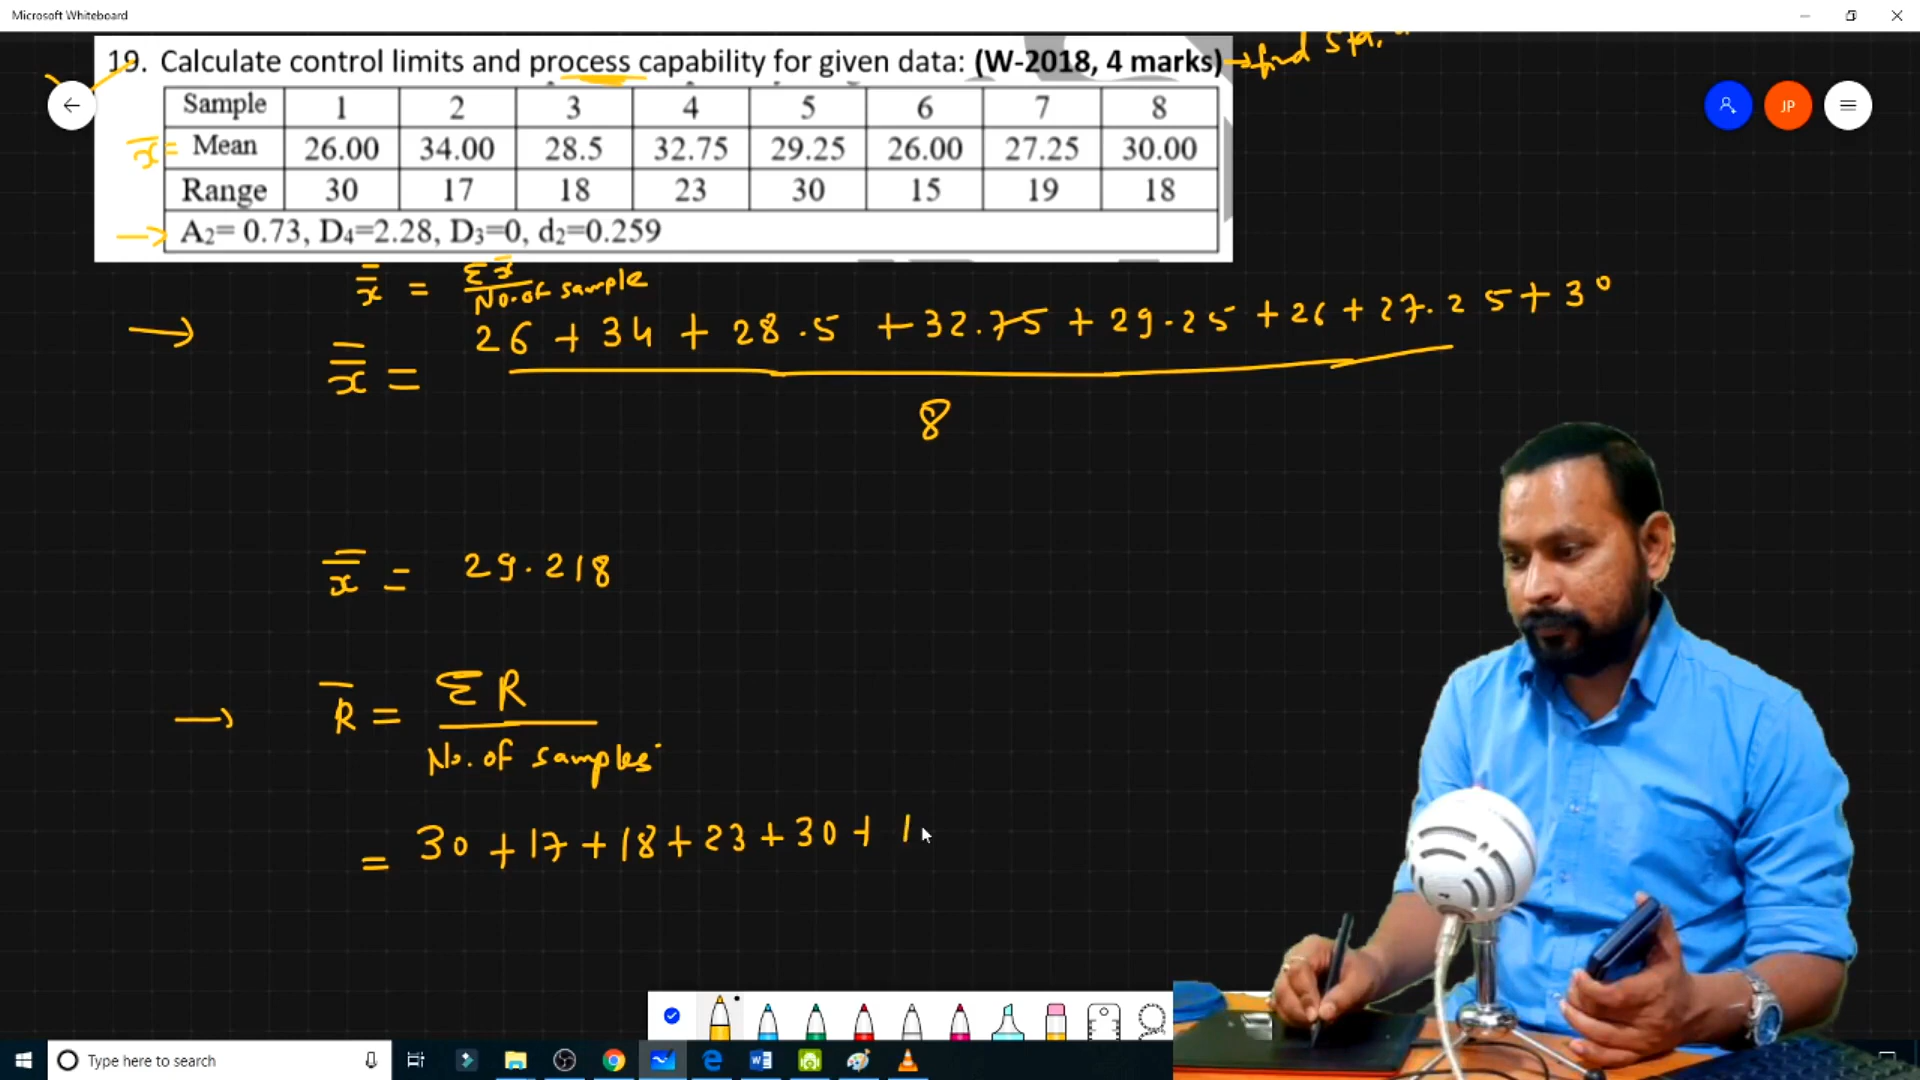 Microsoft Whiteboard
19. Calculate control limits and process capability for given data: (W-2018, 4 marks) → find
Sample 1 2 3 4 5 6 7 8
x̄ = Mean 26.00 34.00 28.5 32.75 29.25 26.00 27.25 30.00
Range 30 17 18 23 30 15 19 18
→ A2= 0.73, D4=2.28, D3=0, d2=0.259
x̿ = Σx̄ / No. of sample
→ x̿ = 26 + 34 + 28.5 + 32.75 + 29.25 + 26 + 27.25 + 30
8
x̿ = 29.218
→ R̄ = Σ R
No. of samples
= 30 + 17 + 18 + 23 + 30 + 1
JP
Type here to search